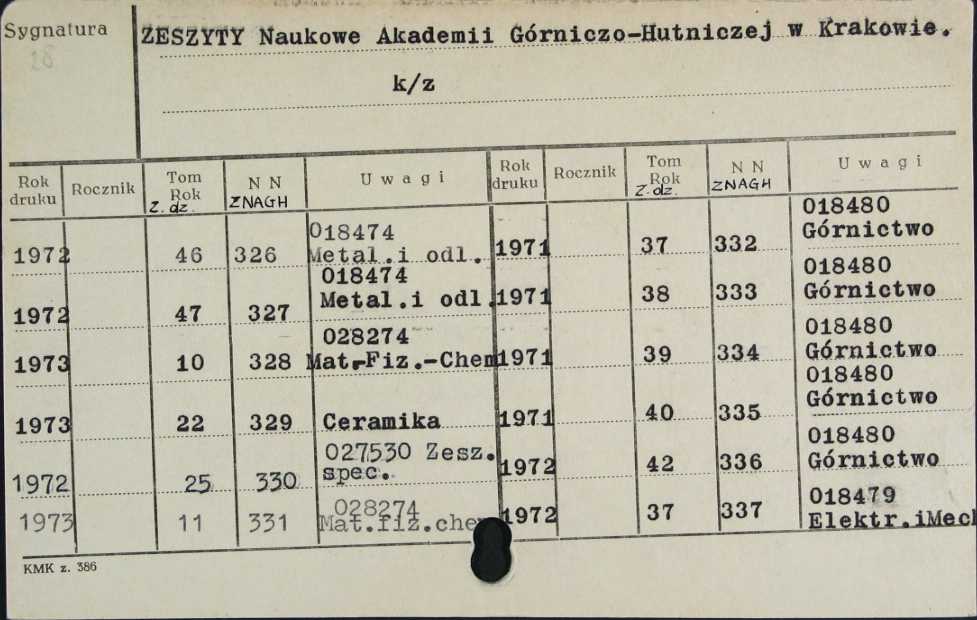 Sygnatura
28
ZESZYTY Naukowe Akademii Górniczo-Hutniczej w Krakowie.
k/z
Rok druku Rocznik Tom Rok Z. dz. N N ZNAGH Uwagi Rok druku Rocznik Tom Rok Z. dz. N N ZNAGH Uwagi
1972 46 326 018474 Metal.i odl. 1971 37 332 018480 Górnictwo
1972 47 327 018474 Metal.i odl. 1971 38 333 018480 Górnictwo
1973 10 328 028274 Mat.-Fiz.-Chem 1971 39 334 018480 Górnictwo
1973 22 329 Ceramika 1971 40 335 018480 Górnictwo
1972 25 330 027530 Zesz. spec. 1972 42 336 018480 Górnictwo
1973 11 331 028274 Mat.fiz.chem 1972 37 337 018479 Elektr.iMech
KMK z. 386